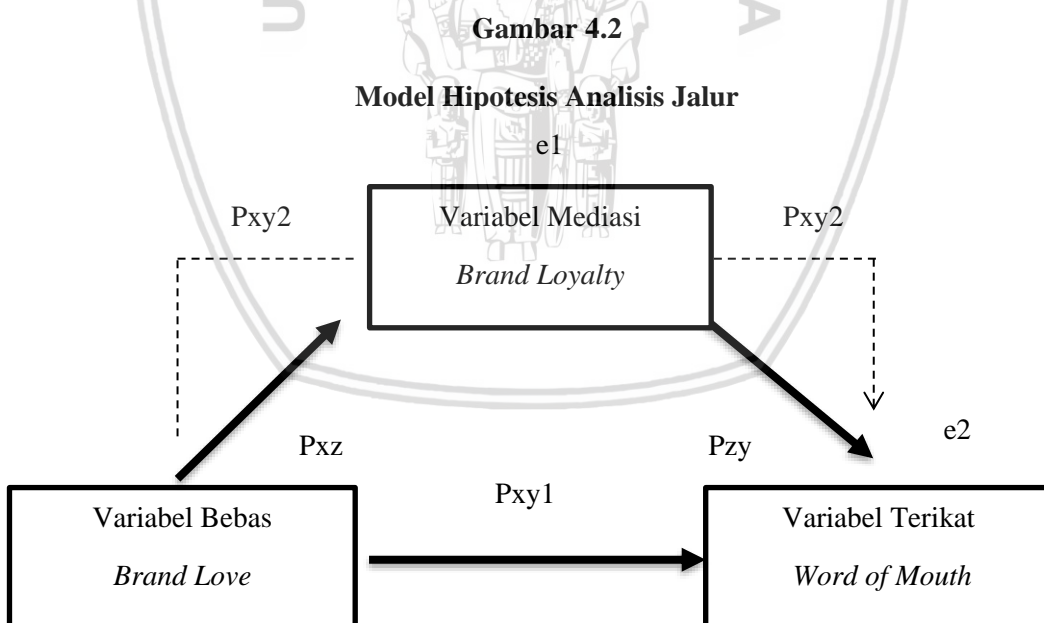 Gambar 4.2
Model Hipotesis Analisis Jalur
e1
Pxy2
Variabel Mediasi
Pxy2
Brand Loyalty
e2
Pxz
Pzy
Pxy1
Variabel Bebas
Brand Love
Variabel Terikat
Word of Mouth